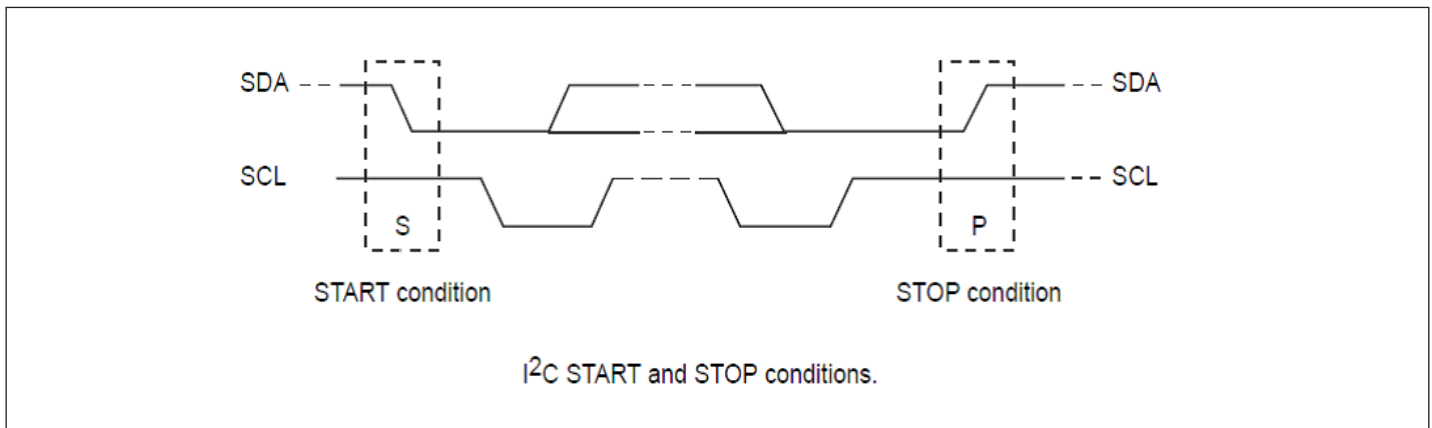 SDA SDA
SCL SCL
S P
START condition STOP condition
I²C START and STOP conditions.